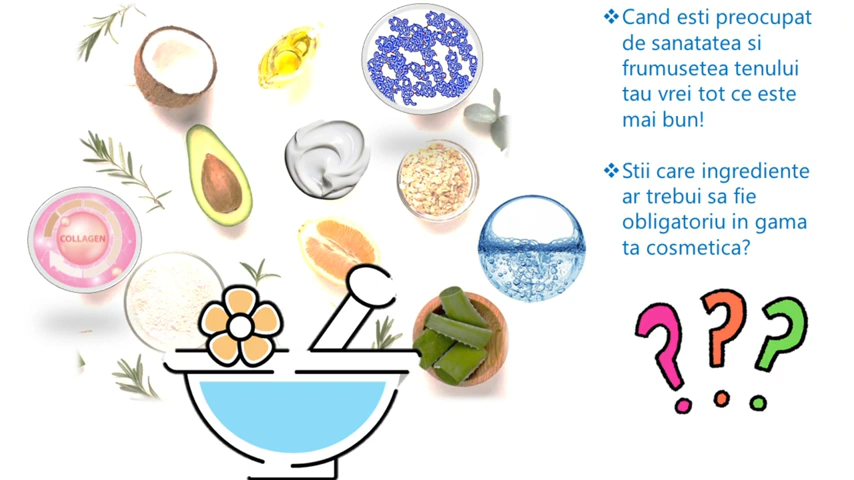 ❖Cand esti preocupat
de sanatatea si
frumusetea tenului
tau vrei tot ce este
mai bun!
❖Stii care ingrediente
ar trebui sa fie
obligatoriu in gama
ta cosmetica?
COLLAGEN
???